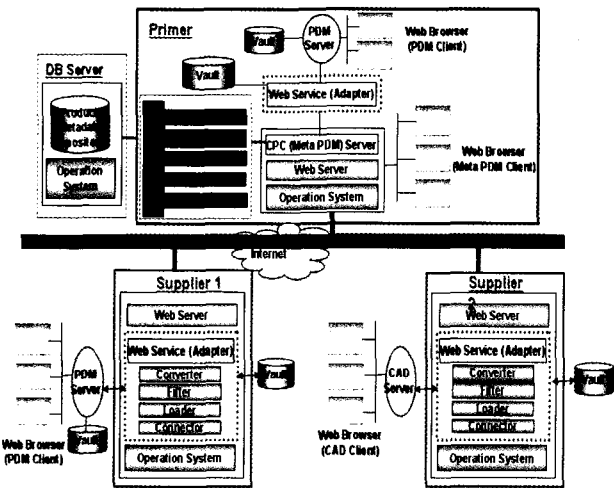 Primer
Vault
PDM
Server
Web Browser
(PDM Client)
Vault
DB Server
Web Service (Adapter)
Operation
System
CPC (Meta PDM) Server
Web Server
Operation System
Web Browser
(Meta PDM Client)
Internet
Supplier 1
Web Server
Web Service (Adapter)
Converter
Filter
Loader
Connector
Operation System
PDM
Server
Vault
Vault
Web Browser
(PDM Client)
Supplier
2
Web Server
Web Service (Adapter)
Converter
Filter
Loader
Connector
Operation System
CAD
Server
Vault
Web Browser
(CAD Client)